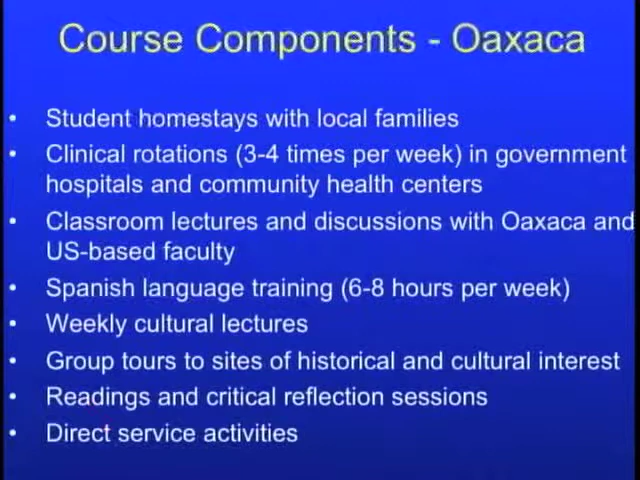 Course Components - Oaxaca
• Student homestays with local families
• Clinical rotations (3-4 times per week) in government
hospitals and community health centers
• Classroom lectures and discussions with Oaxaca and
US-based faculty
• Spanish language training (6-8 hours per week)
• Weekly cultural lectures
• Group tours to sites of historical and cultural interest
• Readings and critical reflection sessions
• Direct service activities